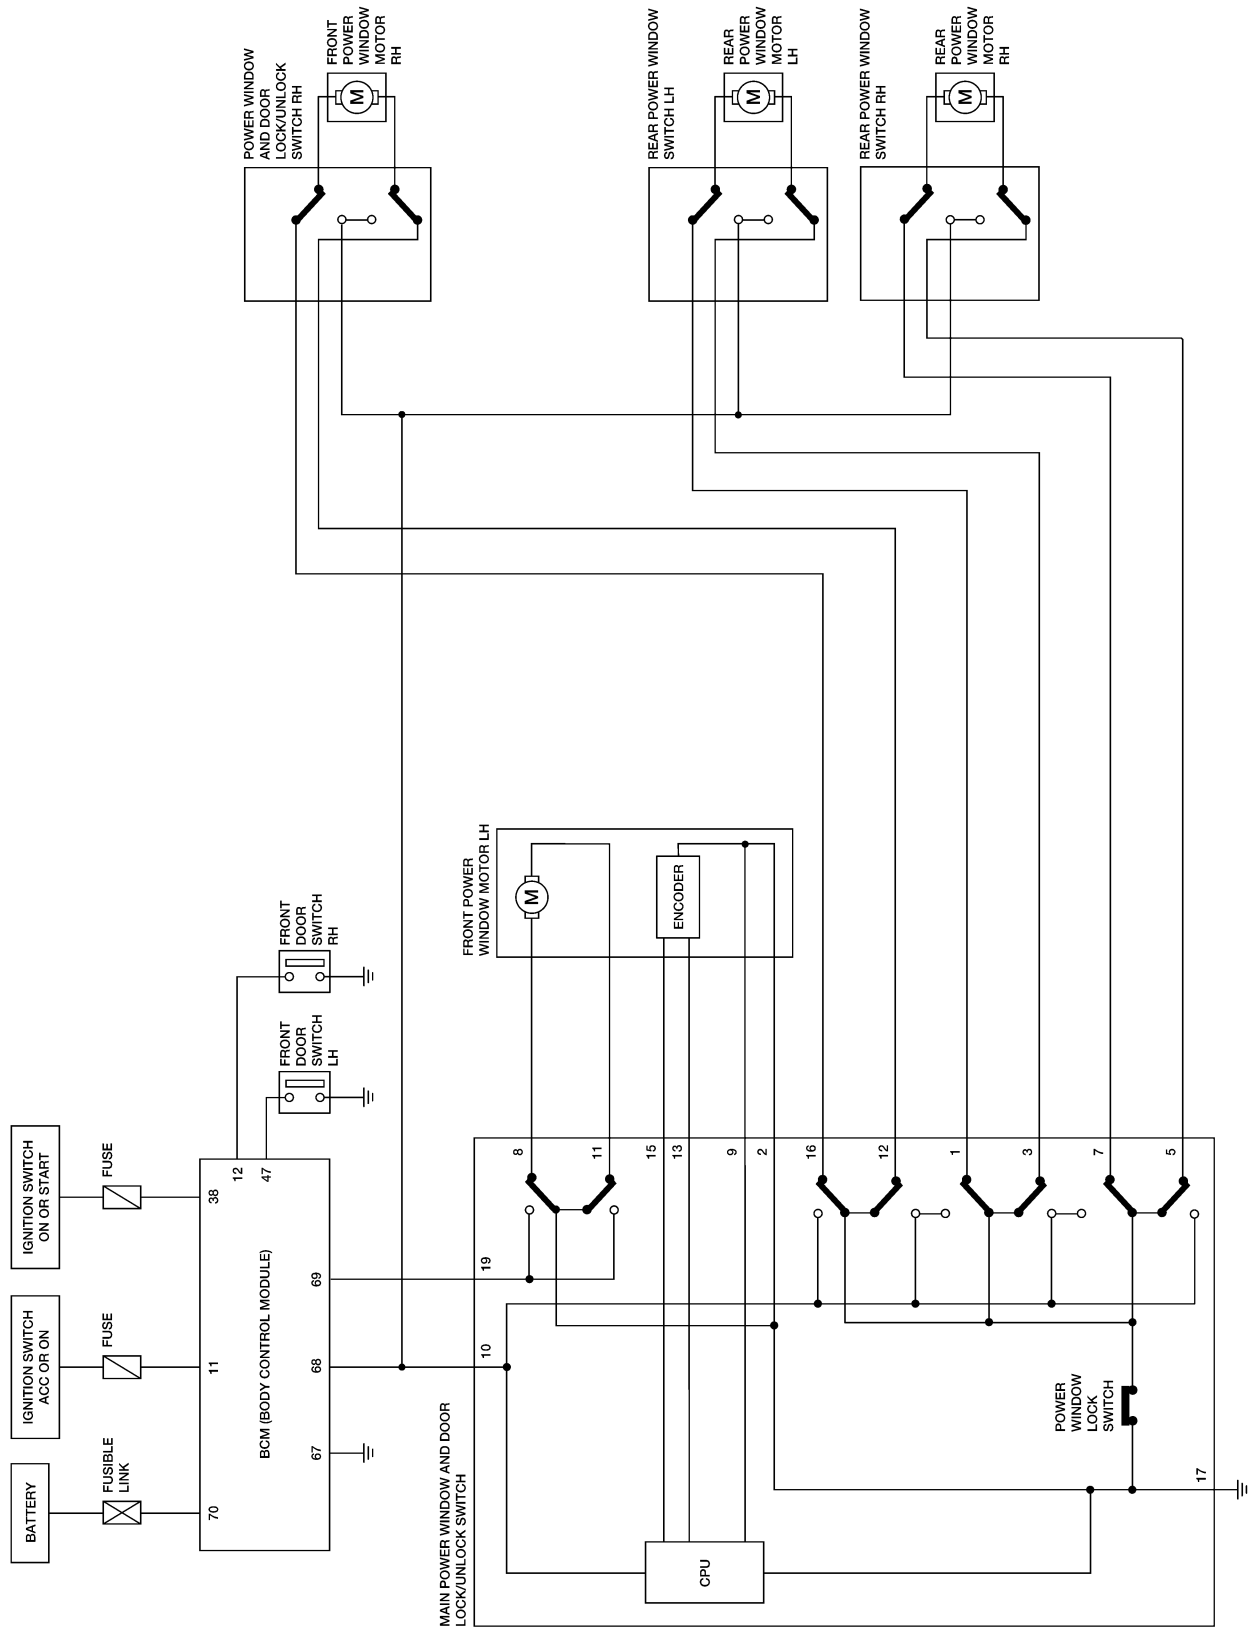 BATTERY
FUSIBLE
LINK
70
IGNITION SWITCH
ACC OR ON
FUSE
11
IGNITION SWITCH
ON OR START
FUSE
38
BCM (BODY CONTROL MODULE)
12
47
67
68
69
FRONT
DOOR
SWITCH
LH
FRONT
DOOR
SWITCH
RH
MAIN POWER WINDOW AND DOOR
LOCK/UNLOCK SWITCH
10
19
CPU
8
11
15
13
9
2
16
12
1
3
7
5
17
POWER
WINDOW
LOCK
SWITCH
FRONT POWER
WINDOW MOTOR LH
M
ENCODER
POWER WINDOW
AND DOOR
LOCK/UNLOCK
SWITCH RH
FRONT
POWER
WINDOW
MOTOR
RH
M
REAR POWER WINDOW
SWITCH LH
REAR
POWER
WINDOW
MOTOR
LH
M
REAR POWER WINDOW
SWITCH RH
REAR
POWER
WINDOW
MOTOR
RH
M